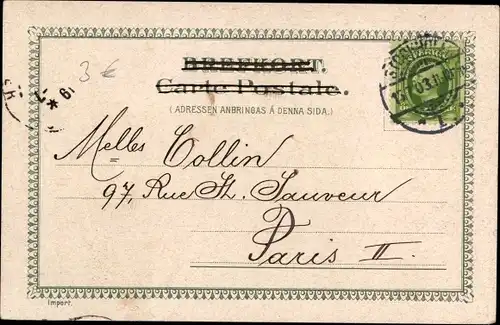 BREFKORT.
Carte Postale.
(ADRESSEN ANBRINGAS Å DENNA SIDA.)
3 €
Melles Collin
97, Rue St. Sauveur
Paris II
Import.